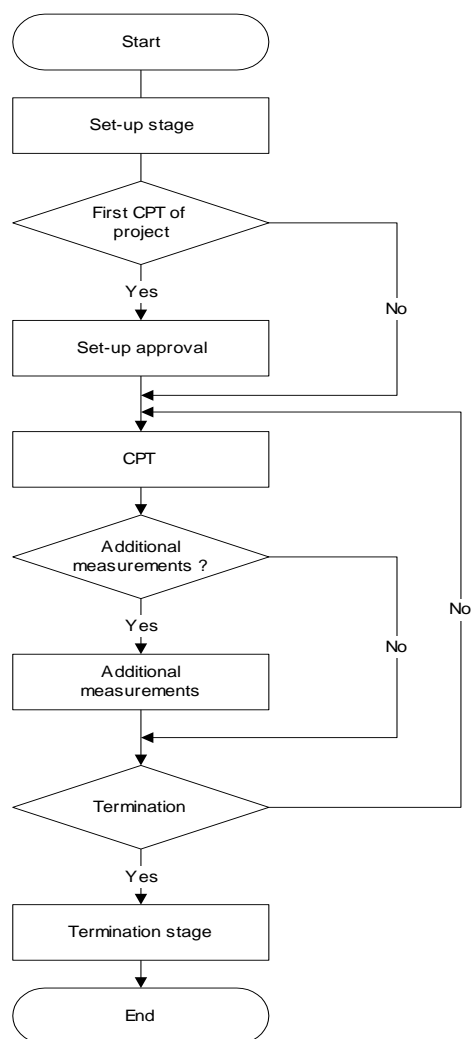 Start
Set-up stage
First CPT of
project
Yes
No
Set-up approval
CPT
Additional
measurements ?
No
Yes
No
Additional
measurements
Termination
Yes
Termination stage
End